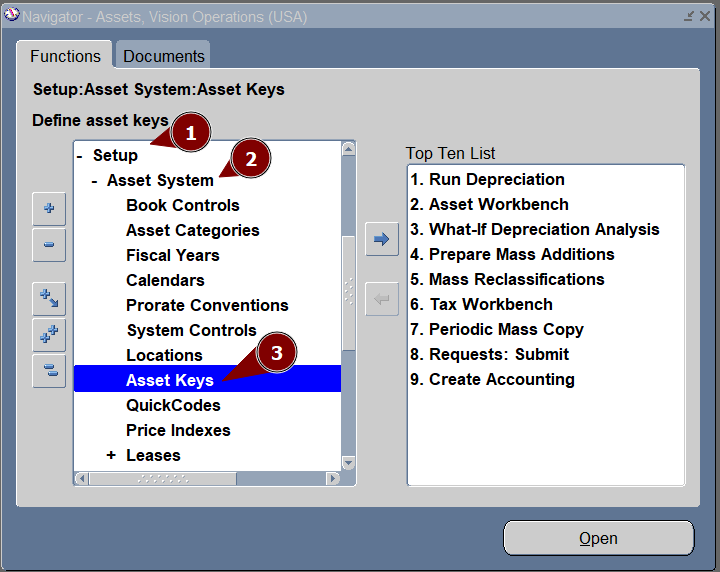 Navigator - Assets, Vision Operations (USA)
Functions
Documents
Setup:Asset System:Asset Keys
Define asset keys
1
- Setup
2
- Asset System
Book Controls
Asset Categories
Fiscal Years
Calendars
Prorate Conventions
System Controls
Locations
3
Asset Keys
QuickCodes
Price Indexes
+ Leases
Top Ten List
1. Run Depreciation
2. Asset Workbench
3. What-If Depreciation Analysis
4. Prepare Mass Additions
5. Mass Reclassifications
6. Tax Workbench
7. Periodic Mass Copy
8. Requests: Submit
9. Create Accounting
Open